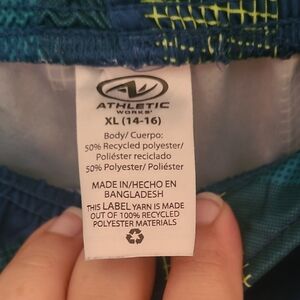 ATHLETIC
WORKS
XL (14-16)
Body/ Cuerpo:
50% Recycled polyester/
Poliéster reciclado
50% Polyester/ Poliéster
MADE IN/HECHO EN
BANGLADESH
THIS LABEL YARN IS MADE
OUT OF 100% RECYCLED
POLYESTER MATERIALS